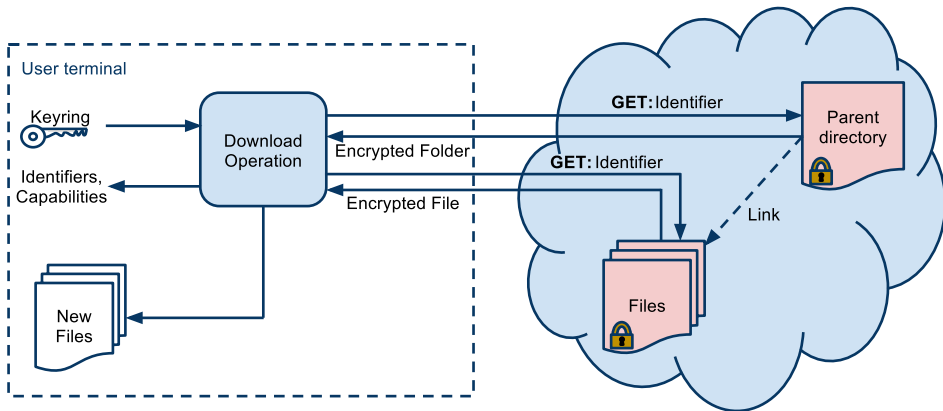 User terminal
Keyring
Identifiers,
Capabilities
Download
Operation
New
Files
GET: Identifier
Encrypted Folder
GET: Identifier
Encrypted File
Parent
directory
Link
Files